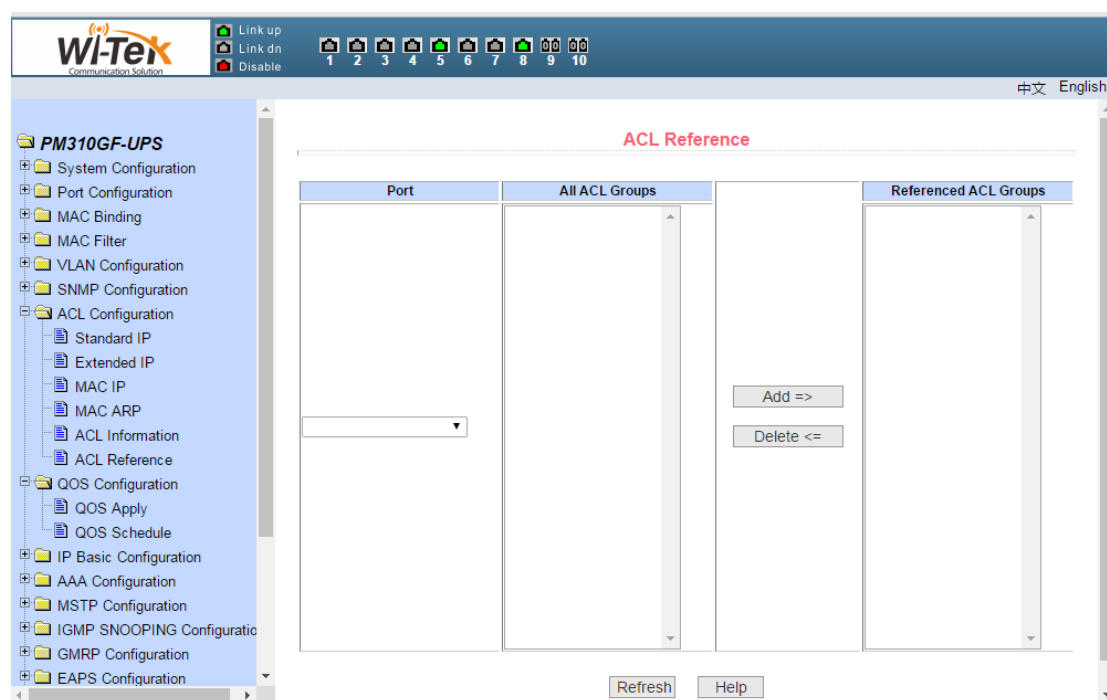 Wi-Tek
Communication Solution
Link up
Link dn
Disable
1 2 3 4 5 6 7 8 9 10
中文 English
PM310GF-UPS
System Configuration
Port Configuration
MAC Binding
MAC Filter
VLAN Configuration
SNMP Configuration
ACL Configuration
Standard IP
Extended IP
MAC IP
MAC ARP
ACL Information
ACL Reference
QOS Configuration
QOS Apply
QOS Schedule
IP Basic Configuration
AAA Configuration
MSTP Configuration
IGMP SNOOPING Configuratio
GMRP Configuration
EAPS Configuration
ACL Reference
Port All ACL Groups Referenced ACL Groups
Add =>
Delete <=
Refresh Help